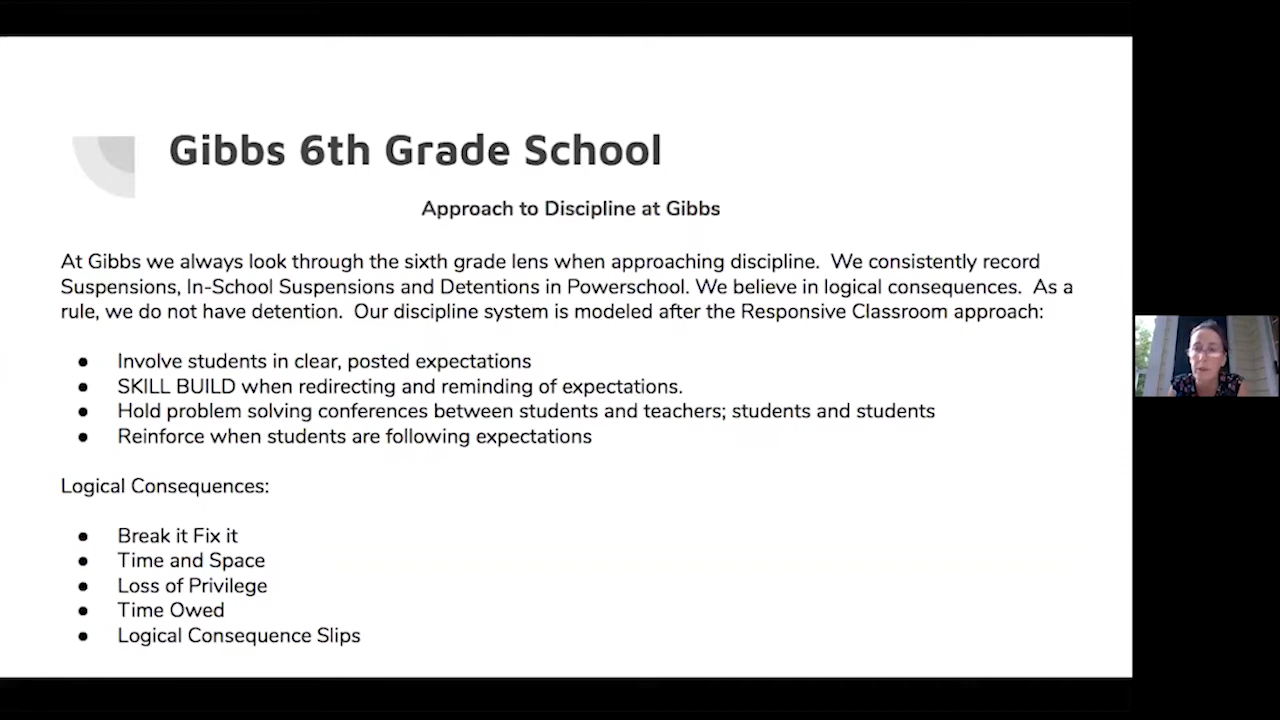 Gibbs 6th Grade School
Approach to Discipline at Gibbs
At Gibbs we always look through the sixth grade lens when approaching discipline.  We consistently record
Suspensions, In-School Suspensions and Detentions in Powerschool. We believe in logical consequences.  As a
rule, we do not have detention.  Our discipline system is modeled after the Responsive Classroom approach:
● Involve students in clear, posted expectations
● SKILL BUILD when redirecting and reminding of expectations.
● Hold problem solving conferences between students and teachers; students and students
● Reinforce when students are following expectations
Logical Consequences:
● Break it Fix it
● Time and Space
● Loss of Privilege
● Time Owed
● Logical Consequence Slips